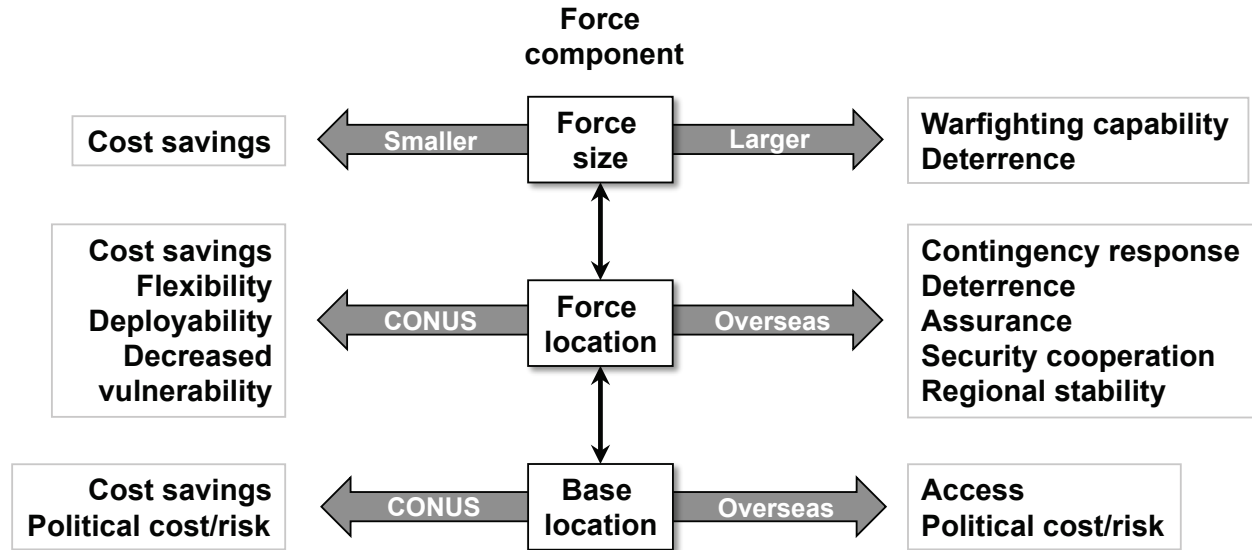 Force
component
Cost savings
Smaller
Force
size
Larger
Warfighting capability
Deterrence
Cost savings
Flexibility
Deployability
Decreased
vulnerability
CONUS
Force
location
Overseas
Contingency response
Deterrence
Assurance
Security cooperation
Regional stability
Cost savings
Political cost/risk
CONUS
Base
location
Overseas
Access
Political cost/risk